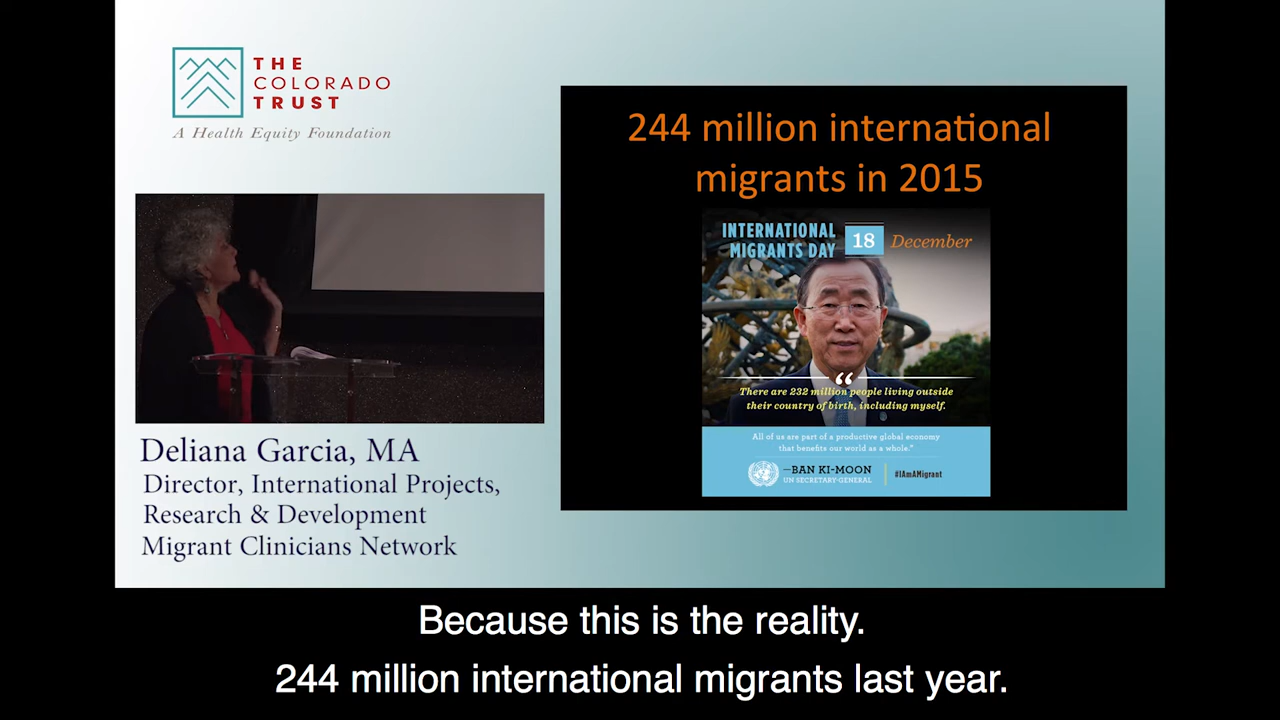 THE
COLORADO
TRUST
A Health Equity Foundation
Deliana Garcia, MA
Director, International Projects,
Research & Development
Migrant Clinicians Network
244 million international
migrants in 2015
INTERNATIONAL
MIGRANTS DAY
18
December
“
There are 232 million people living outside
their country of birth, including myself.
All of us are part of a productive global economy
that benefits our world as a whole.”
—BAN KI-MOON
UN SECRETARY-GENERAL
#IAmAMigrant
Because this is the reality.
244 million international migrants last year.